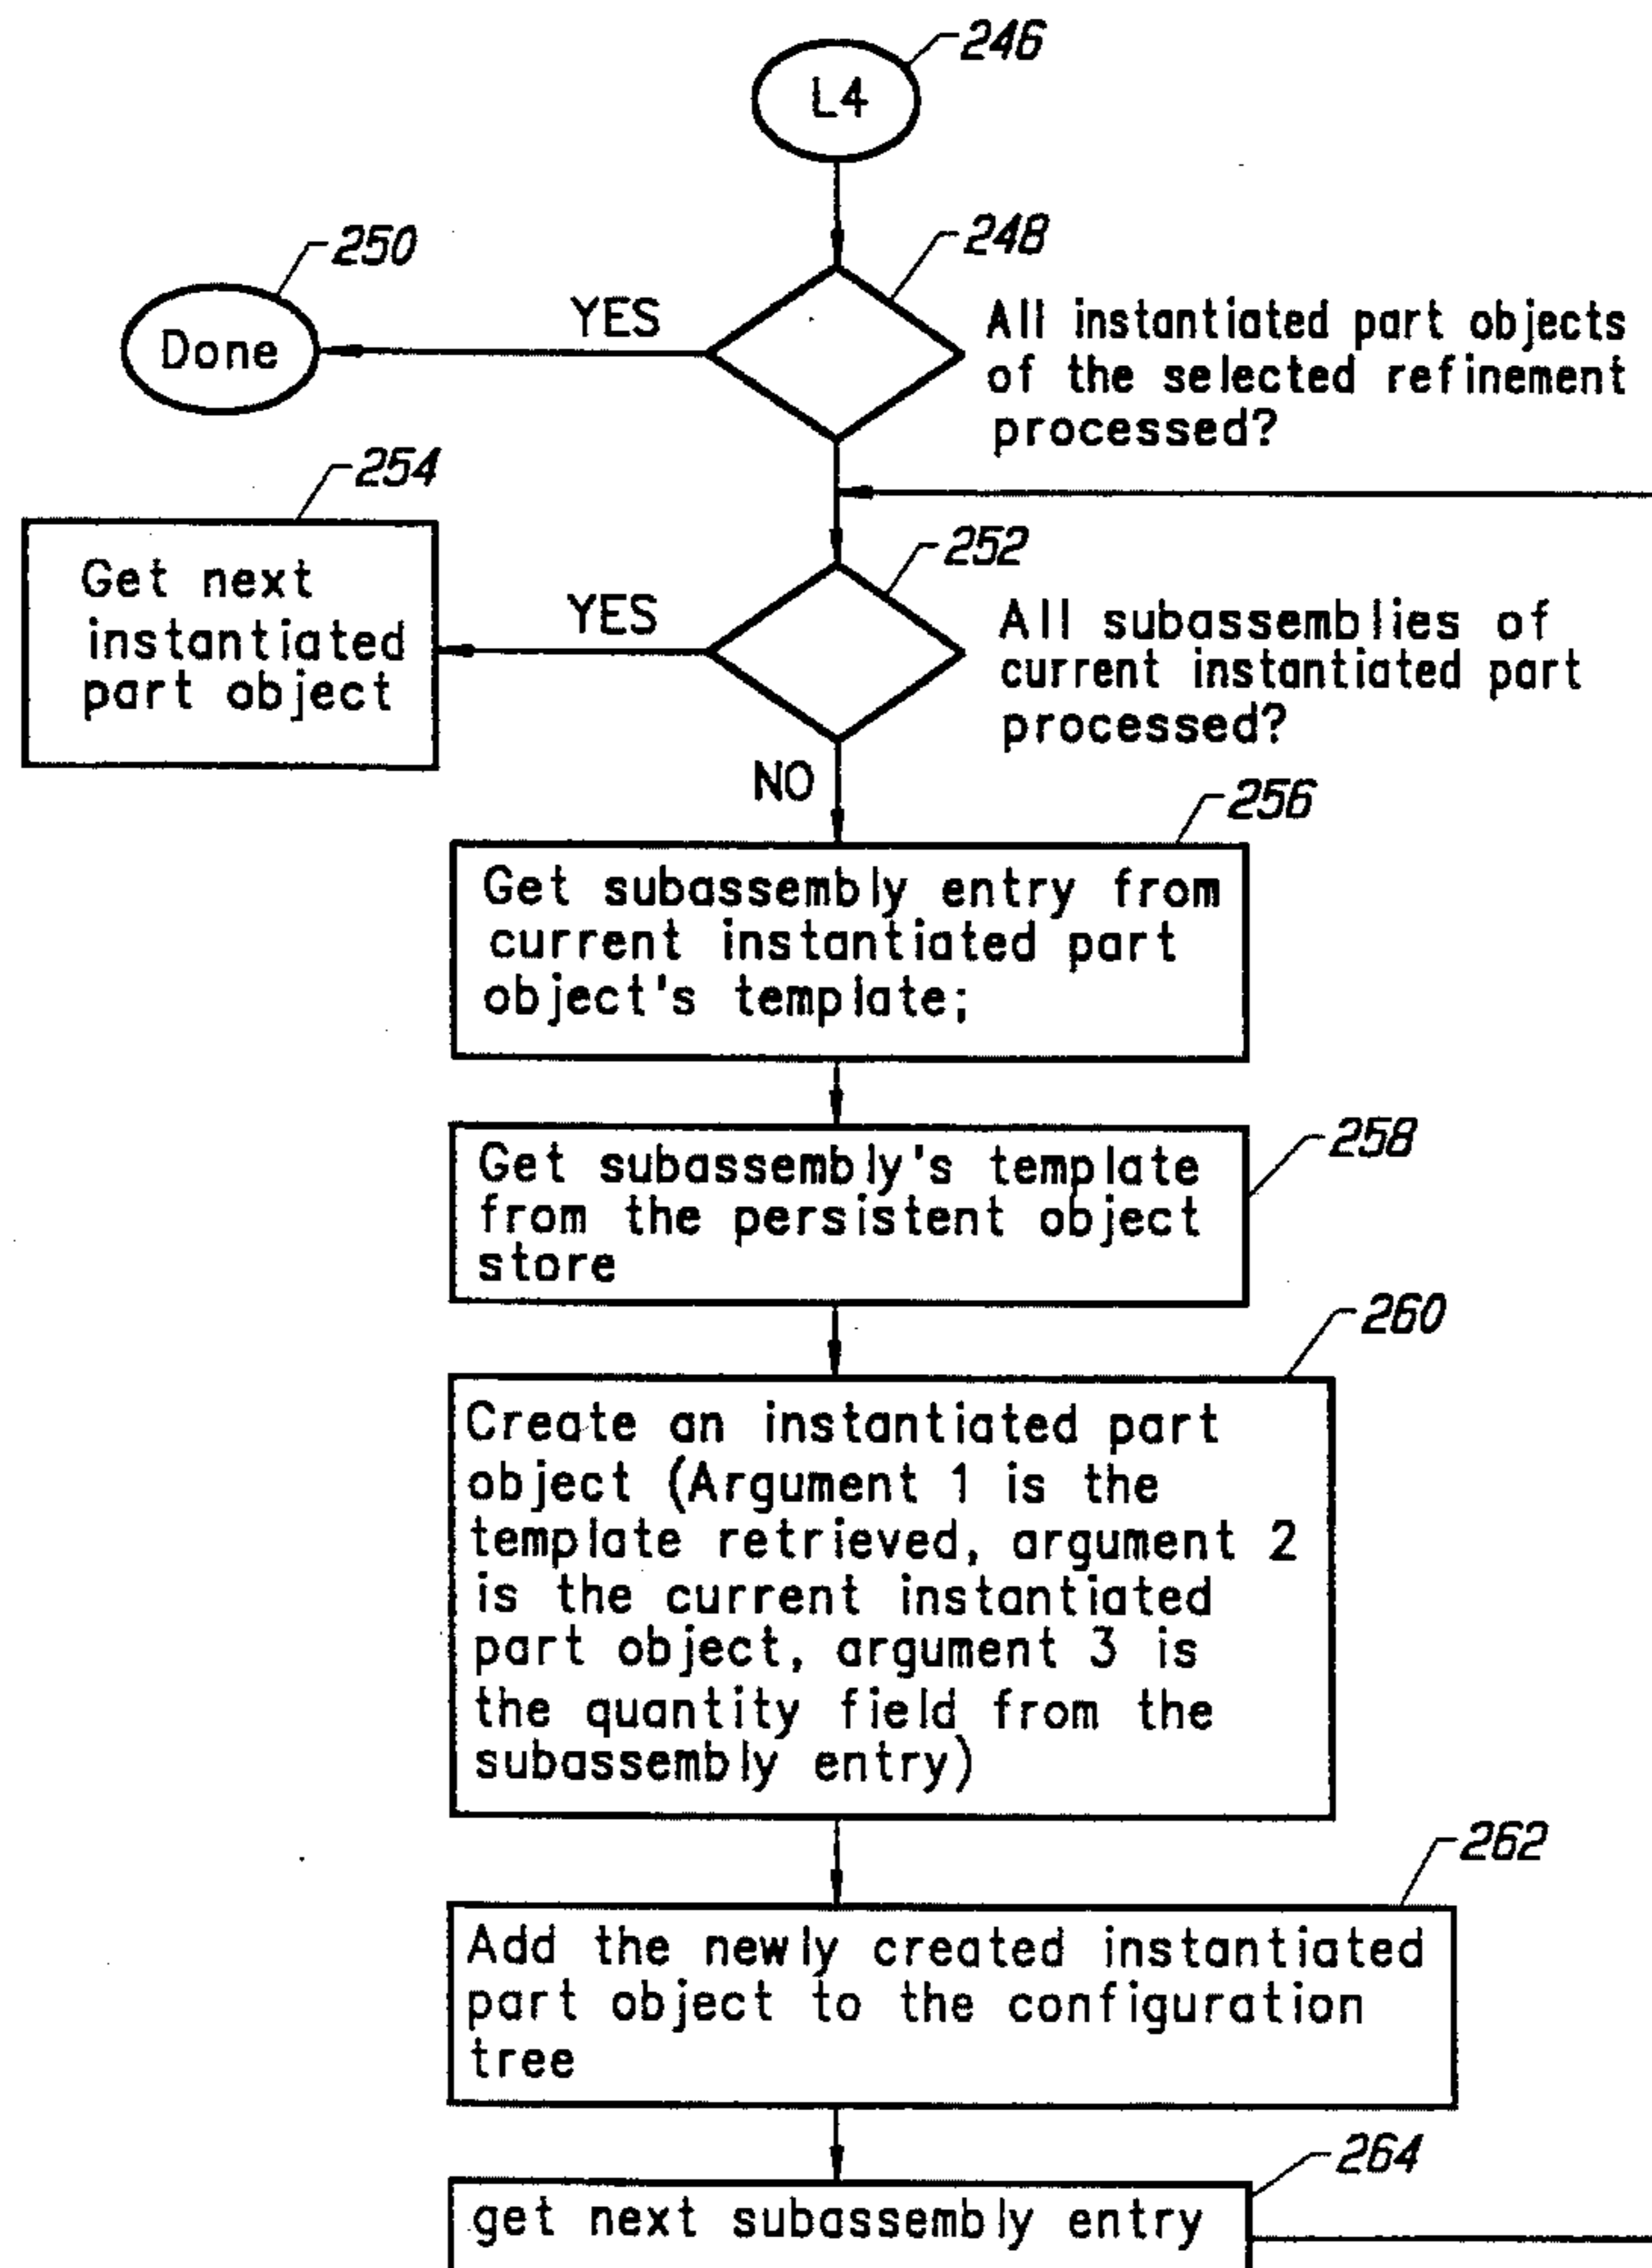 246
L4
248
250
YES
Done
All instantiated part objects
of the selected refinement
processed?
254
252
Get next
instantiated
part object
YES
All subassemblies of
current instantiated part
processed?
NO
256
Get subassembly entry from
current instantiated part
object's template;
258
Get subassembly's template
from the persistent object
store
260
Create an instantiated part
object (Argument 1 is the
template retrieved, argument 2
is the current instantiated
part object, argument 3 is
the quantity field from the
subassembly entry)
262
Add the newly created instantiated
part object to the configuration
tree
264
get next subassembly entry